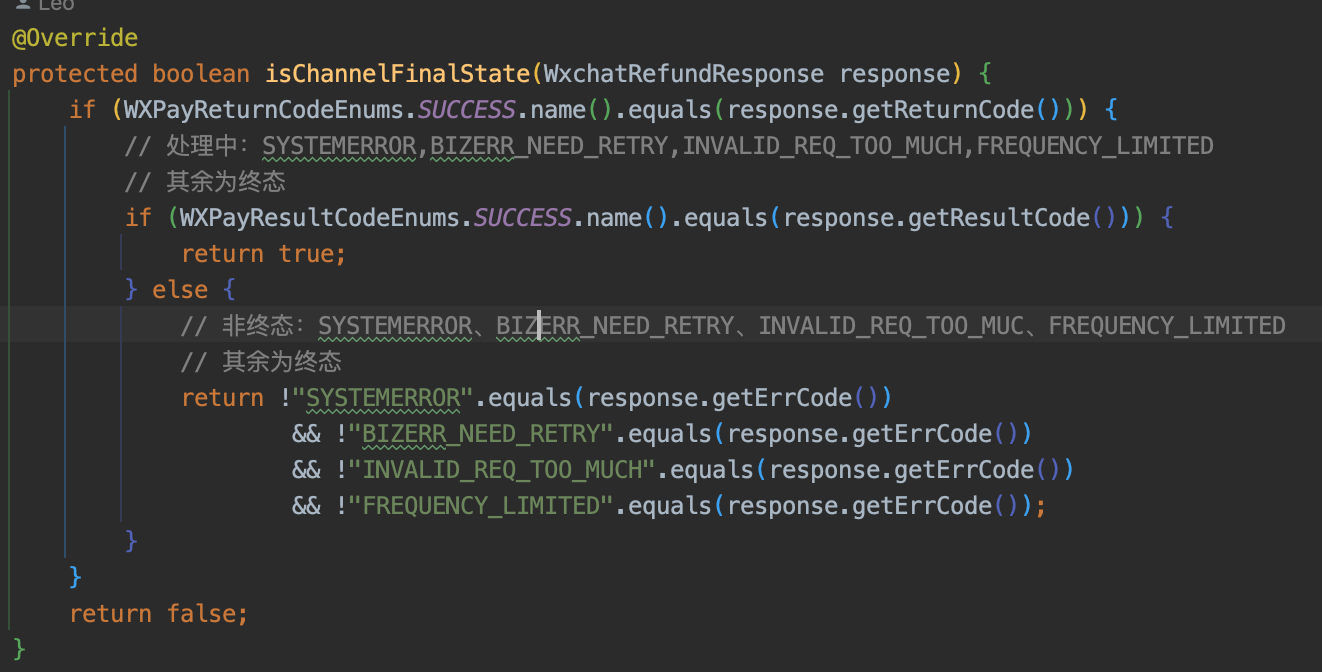 Leo
@Override
protected boolean isChannelFinalState(WxchatRefundResponse response) {
if (WXPayReturnCodeEnums.SUCCESS.name().equals(response.getReturnCode())) {
// 处理中：SYSTEMERROR,BIZERR_NEED_RETRY,INVALID_REQ_TOO_MUCH,FREQUENCY_LIMITED
// 其余为终态
if (WXPayResultCodeEnums.SUCCESS.name().equals(response.getResultCode())) {
return true;
} else {
// 非终态：SYSTEMERROR、BIZERR_NEED_RETRY、INVALID_REQ_TOO_MUC、FREQUENCY_LIMITED
// 其余为终态
return !"SYSTEMERROR".equals(response.getErrCode())
&& !"BIZERR_NEED_RETRY".equals(response.getErrCode())
&& !"INVALID_REQ_TOO_MUCH".equals(response.getErrCode())
&& !"FREQUENCY_LIMITED".equals(response.getErrCode());
}
}
return false;
}